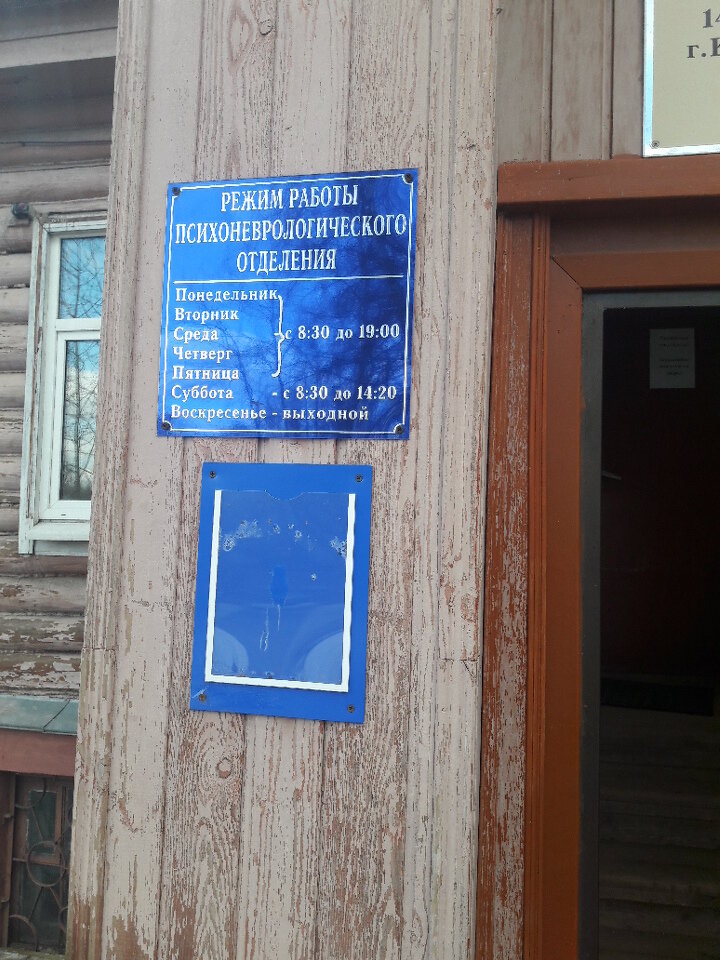 14
г.К
РЕЖИМ РАБОТЫ
ПСИХОНЕВРОЛОГИЧЕСКОГО
ОТДЕЛЕНИЯ
Понедельник
Вторник
Среда - с 8:30 до 19:00
Четверг
Пятница
Суббота - с 8:30 до 14:20
Воскресенье - выходной